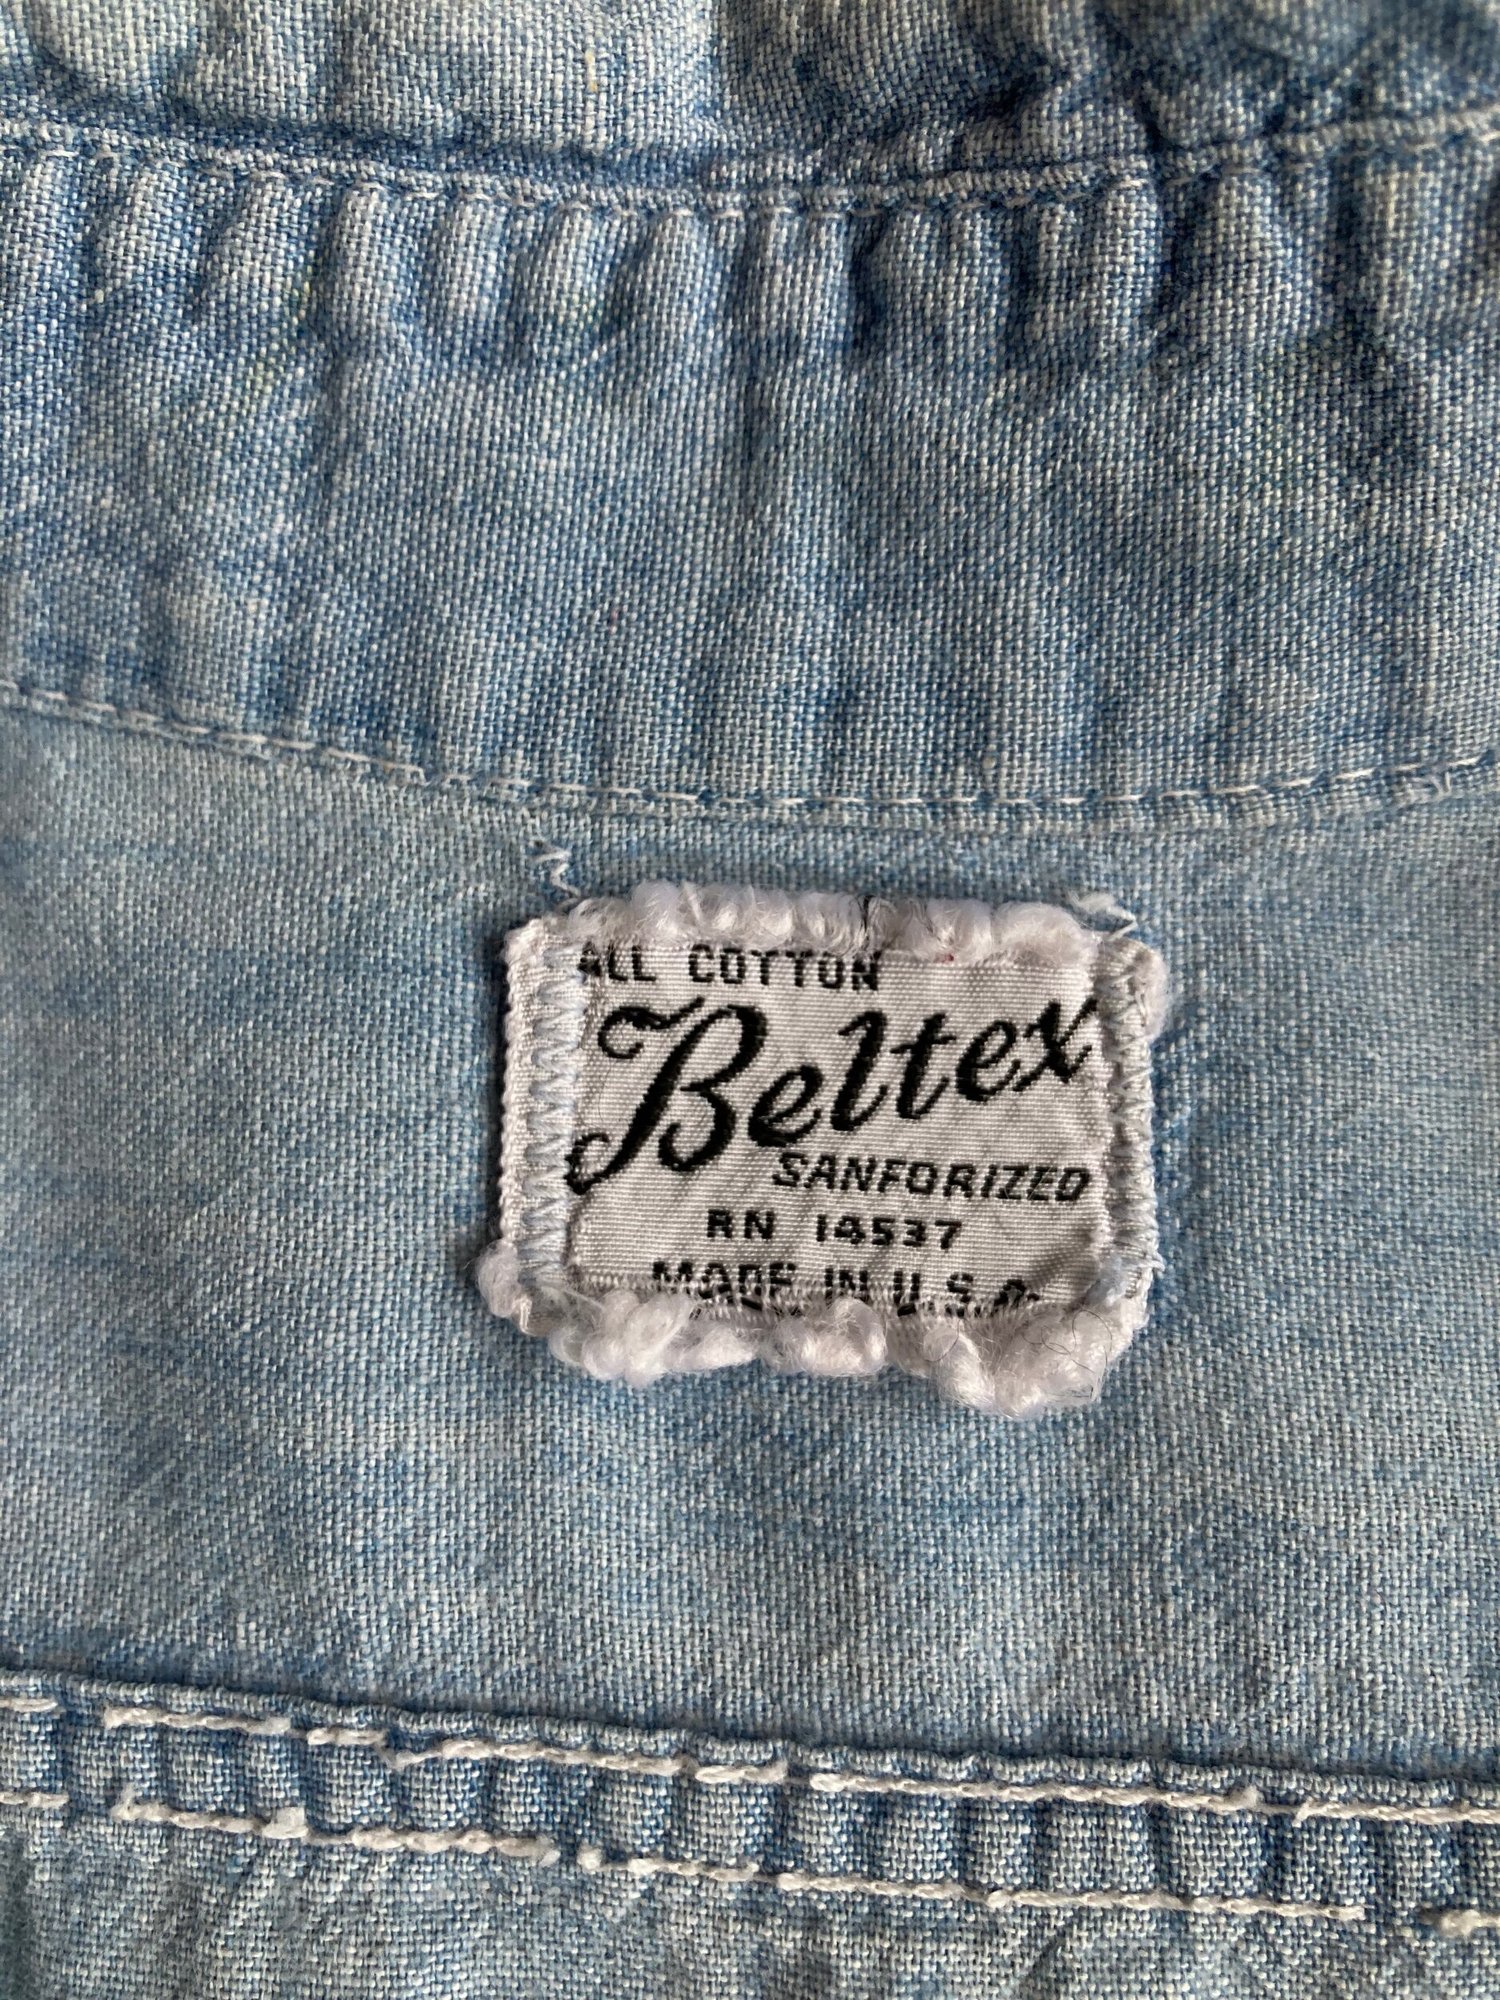 ALL COTTON
Beltex
SANFORIZED
RN 14537
MADE IN U.S.A.